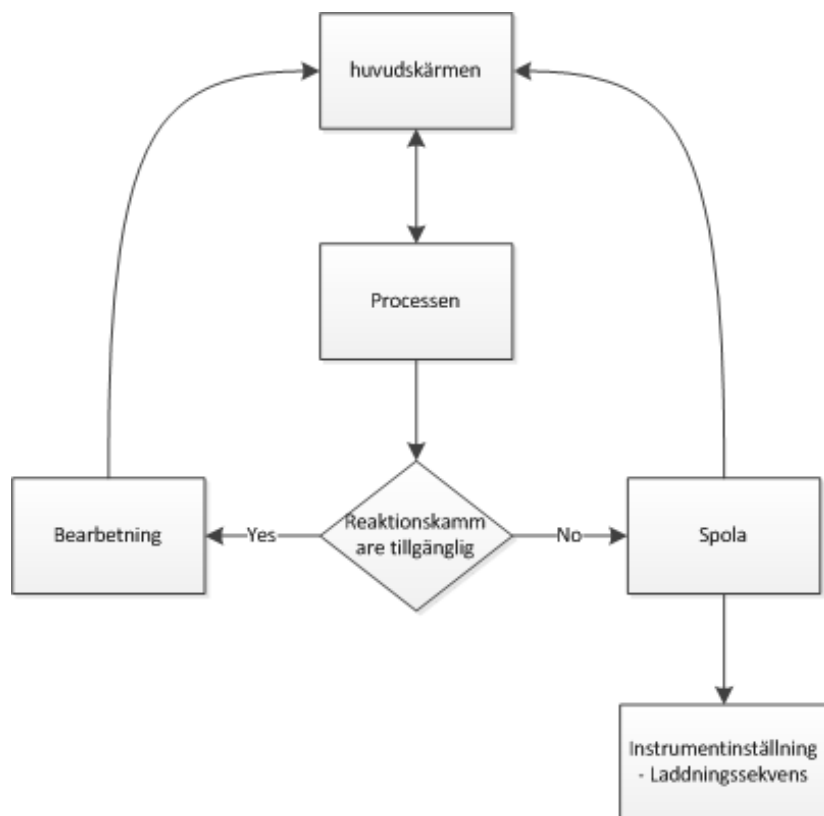 huvudskärmen
Processen
Reaktionskamm
are tillgänglig
Bearbetning
Yes
No
Spola
Instrumentinställning
- Laddningssekvens